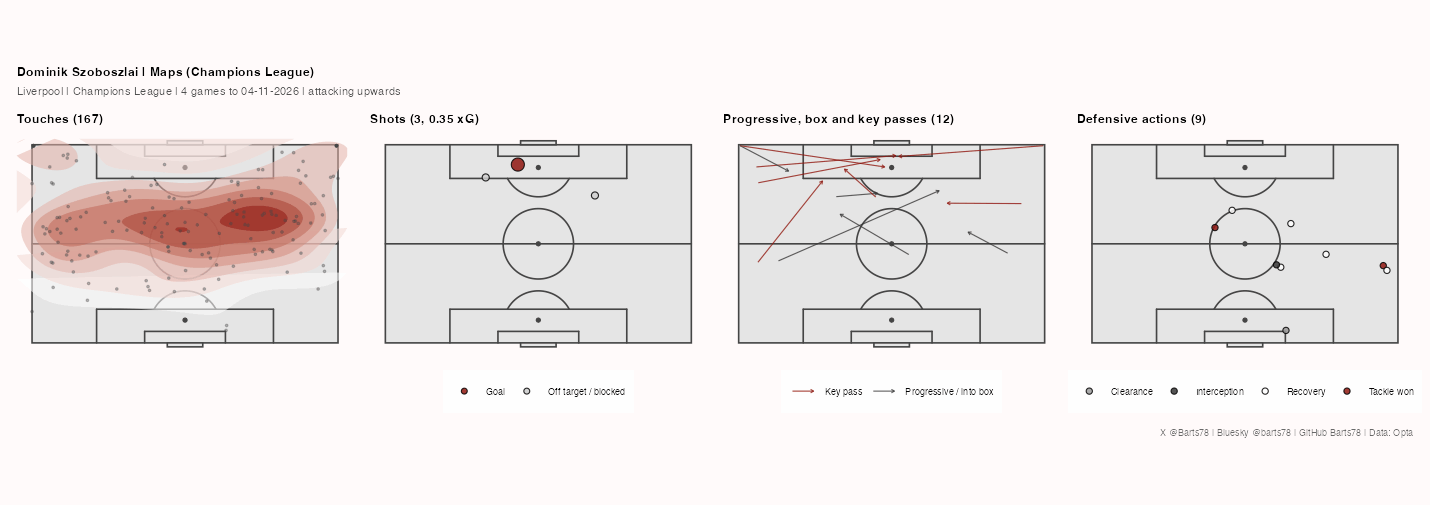 Dominik Szoboszlai | Maps (Champions League)
Liverpool | Champions League | 4 games to 04-11-2026 | attacking upwards
Touches (167)
Shots (3, 0.35 xG)
Progressive, box and key passes (12)
Defensive actions (9)
Goal
Off target / blocked
Key pass
Progressive / into box
Clearance
Interception
Recovery
Tackle won
X @Barts78 | Bluesky @barts78 | GitHub Barts78 | Data: Opta